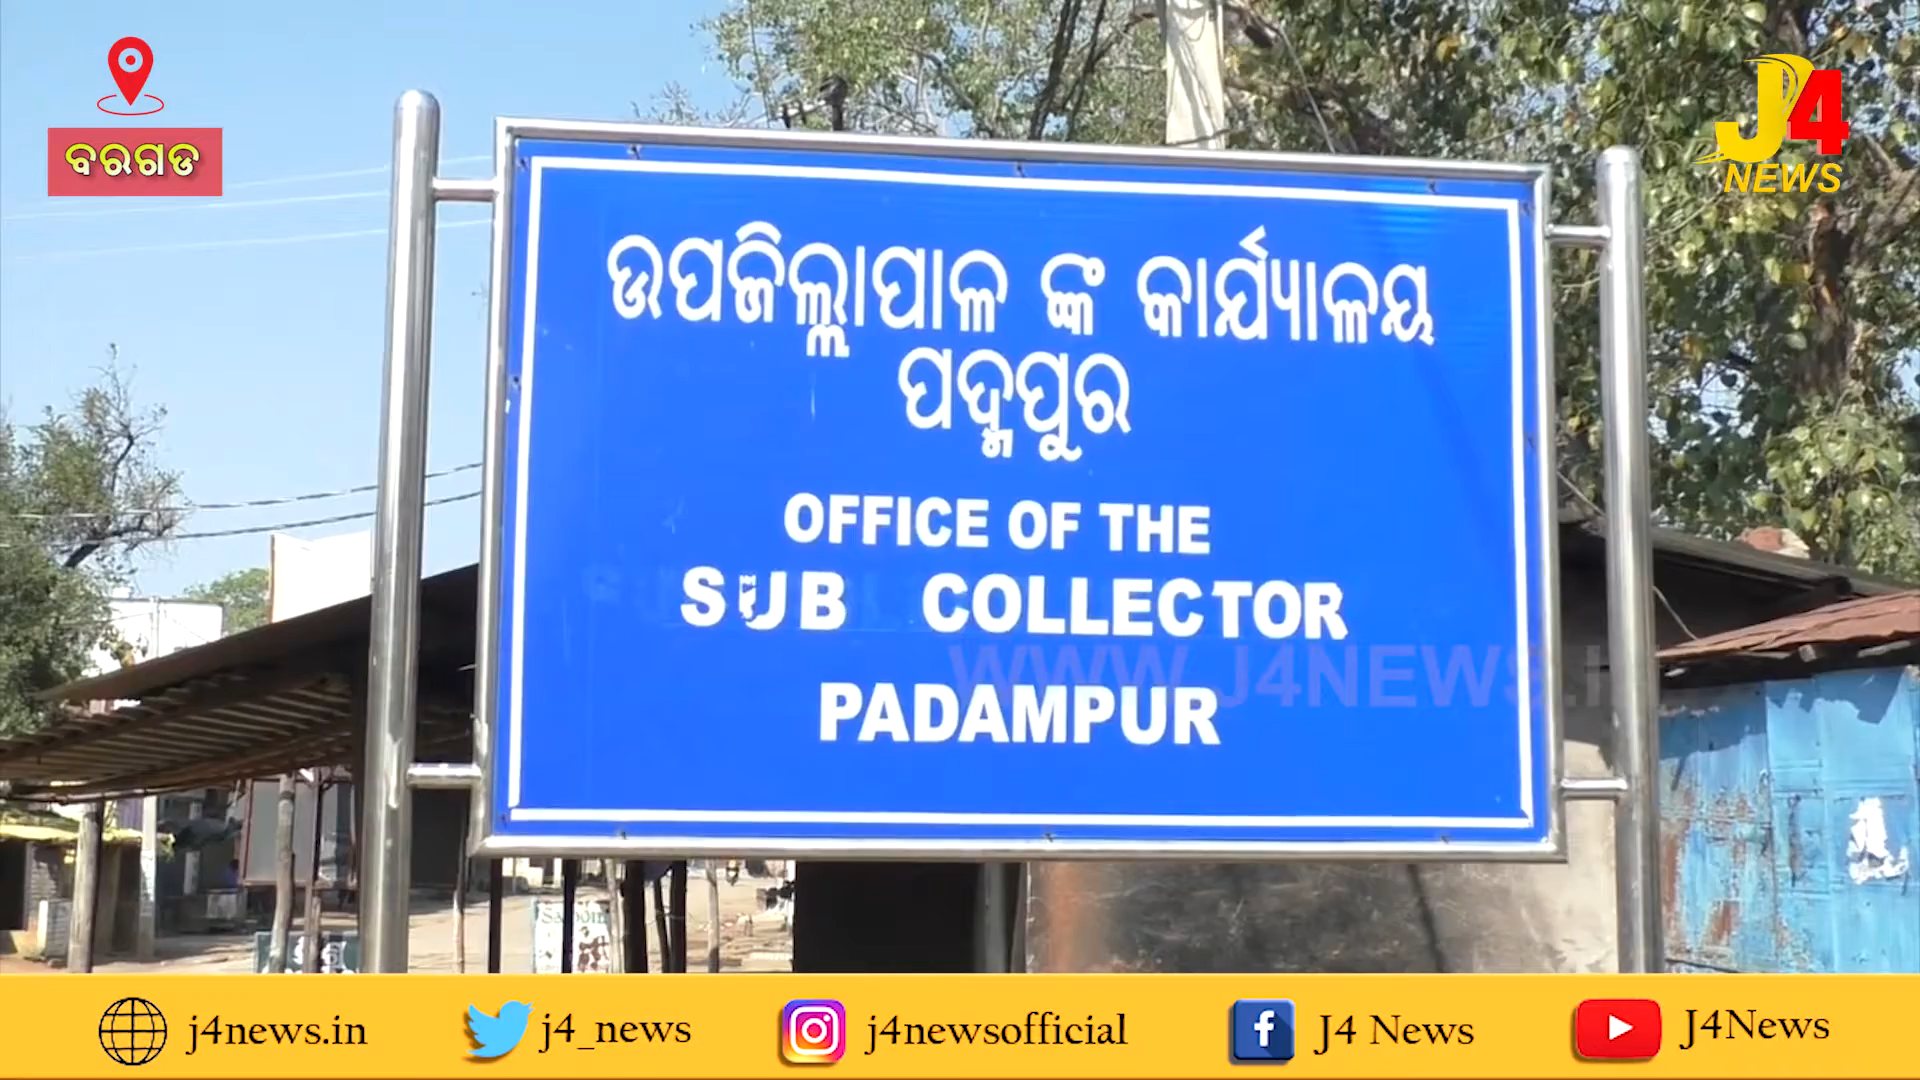 ବରଗଡ
J4
NEWS
ଉପଜିଲ୍ଲାପାଳ ଙ୍କ କାର୍ଯ୍ୟାଳୟ
ପଦ୍ମପୁର
OFFICE OF THE
SUB COLLECTOR
PADAMPUR
WWW.J4NEWS.i
j4news.in
j4_news
j4newsofficial
J4 News
J4News